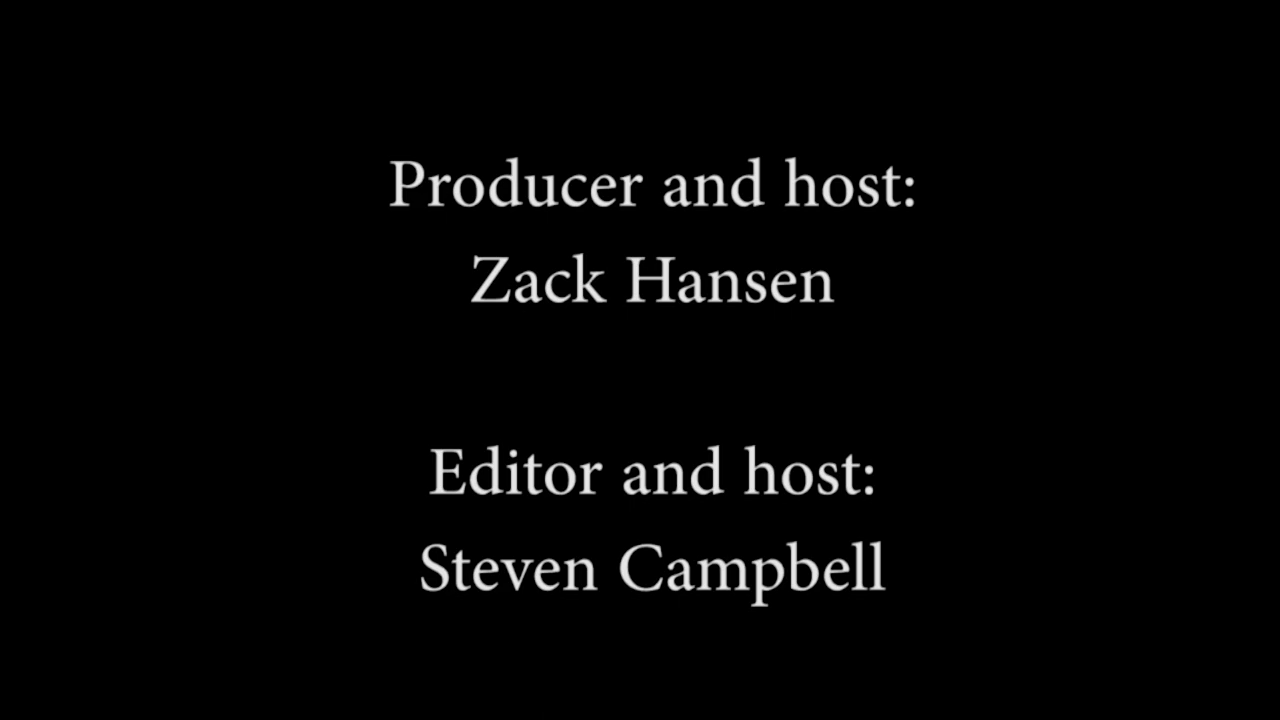 Producer and host:
Zack Hansen
Editor and host:
Steven Campbell